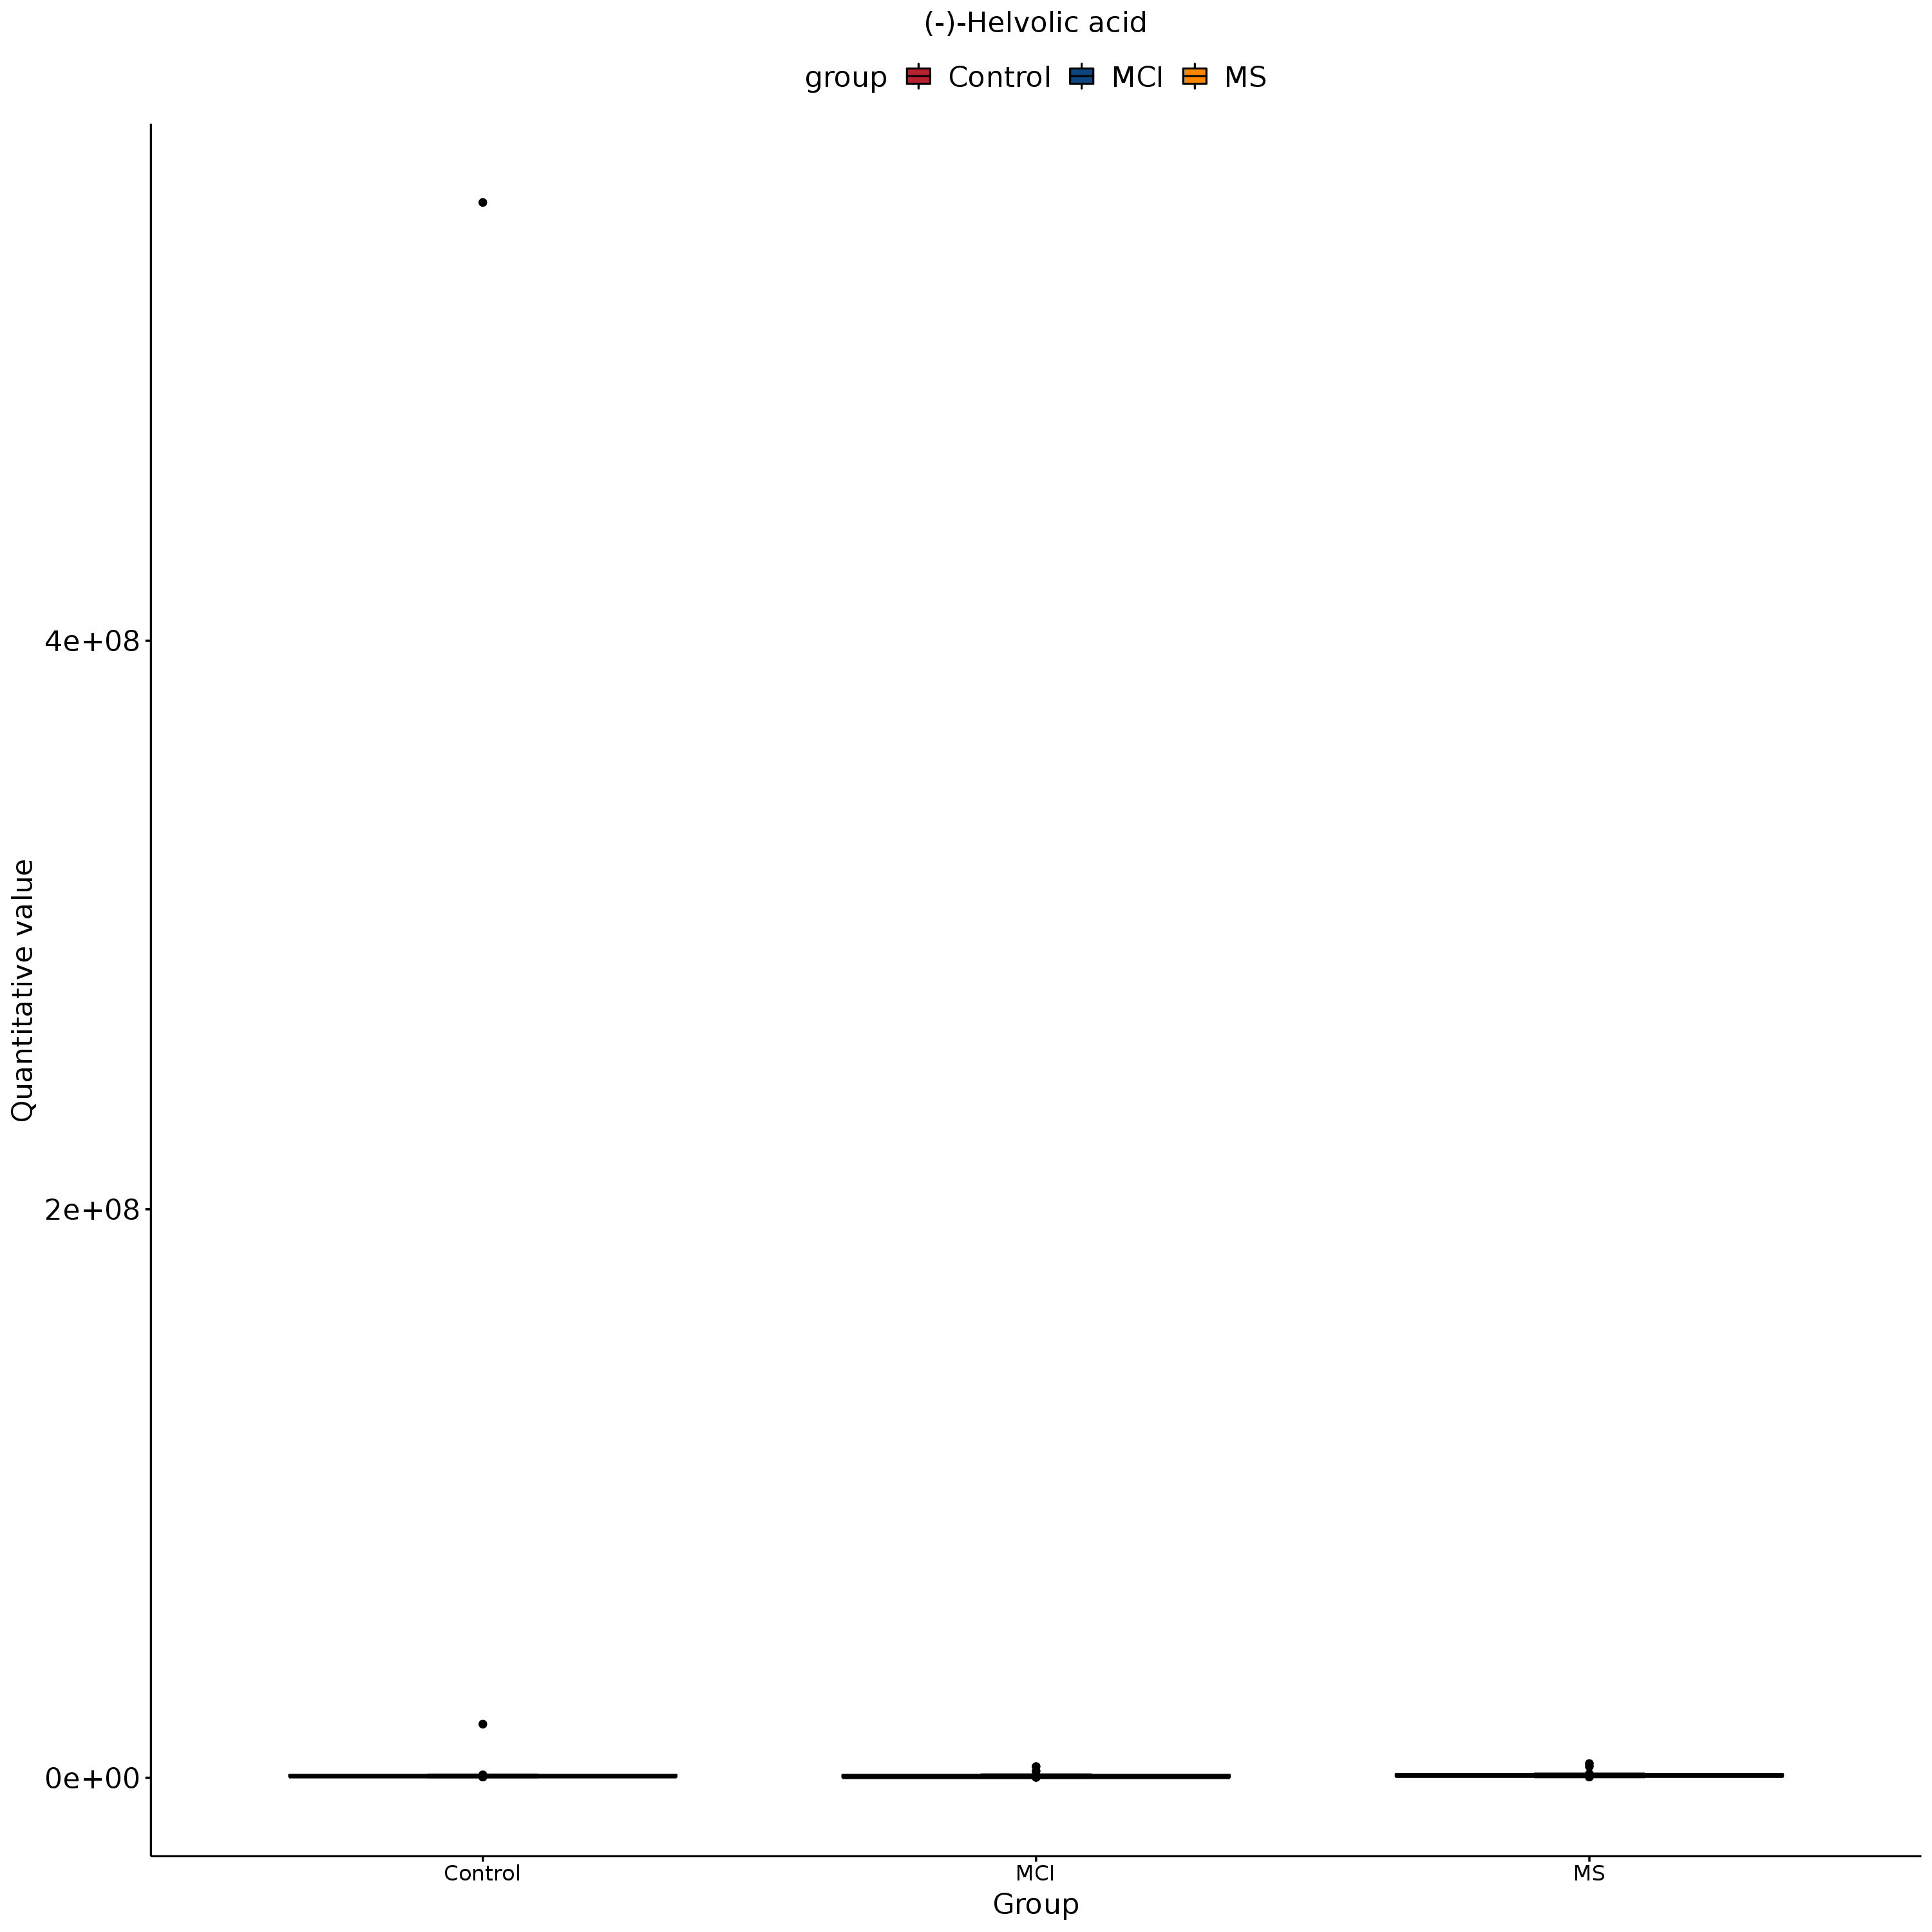 (-)-Helvolic acid
group Control MCI MS
Quantitative value
4e+08
2e+08
0e+00
Control MCI MS
Group